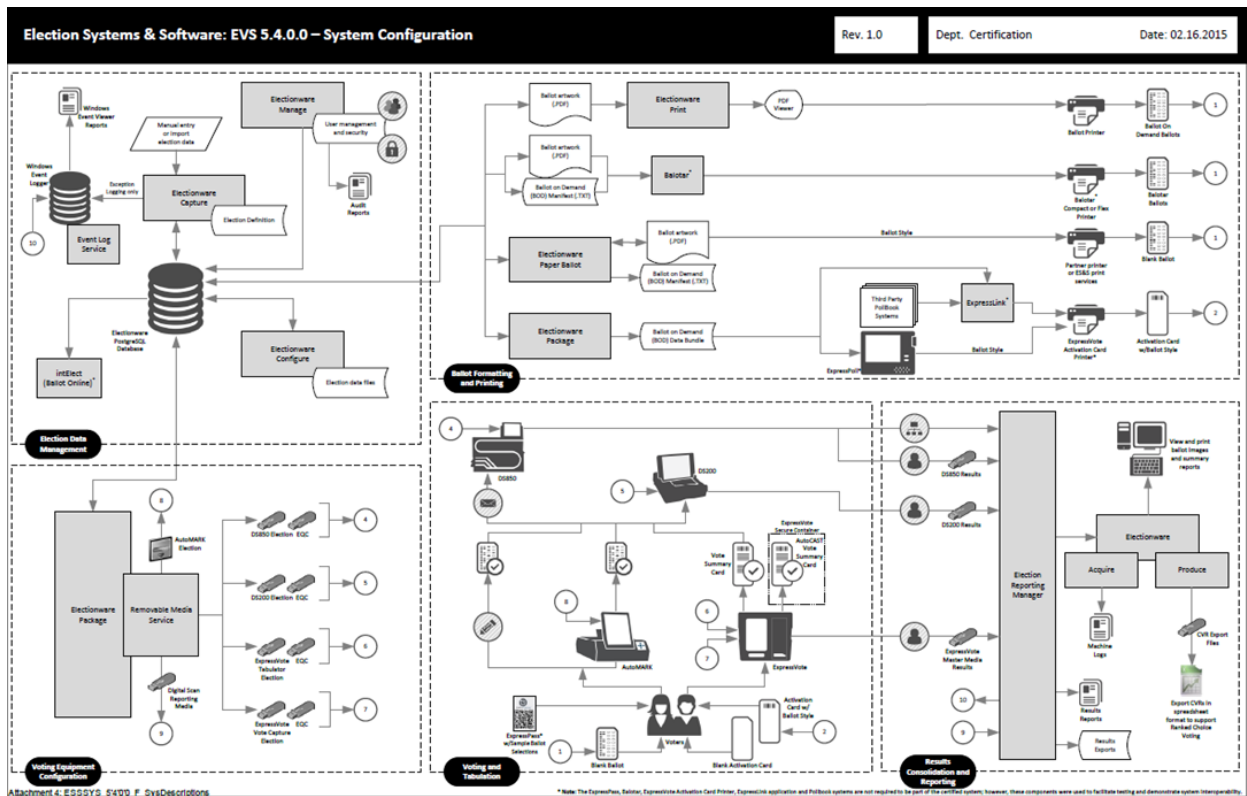 Election Systems & Software: EVS 5.4.0.0 – System Configuration
Rev. 1.0
Dept. Certification
Date: 02.16.2015
Windows
Event Viewer
Reports
Manual entry
or import
election data
Electionware
Manage
User management
and security
Windows
Event
Logger
Exception
Logging only
Electionware
Capture
Election Definition
Audit
Reports
10
Event Log
Service
Electionware
PostgreSQL
Database
intElect
(Ballot Online)*
Electionware
Configure
Election data files
Election Data
Management
Ballot artwork
(.PDF)
Electionware
Print
PDF
Viewer
Ballot Printer
Ballot On
Demand Ballots
1
Ballot artwork
(.PDF)
Ballot on Demand
(BOD) Manifest (.TXT)
Balotar*
Balotar
Compact or Flex
Printer
Balotar
Ballots
1
Electionware
Paper Ballot
Ballot artwork
(.PDF)
Ballot on Demand
(BOD) Manifest (.TXT)
Ballot Style
Partner printer
or ES&S print
services
Blank Ballot
1
Electionware
Package
Ballot on Demand
(BOD) Data Bundle
Third Party
PollBook
Systems
ExpressLink*
ExpressPoll*
Ballot Style
ExpressVote
Activation Card
Printer*
Activation Card
w/Ballot Style
2
Ballot Formatting
and Printing
Electionware
Package
Removable Media
Service
8
AutoMARK
Election
DS850 Election EQC
4
DS200 Election EQC
5
ExpressVote
Tabulator
Election
EQC
6
ExpressVote
Vote Capture
Election
EQC
7
Digital Scan
Reporting
Media
9
Voting Equipment
Configuration
4
DS850
DS200
5
ExpressVote
Secure Container
Vote
Summary
Card
AutoCAST
Vote
Summary
Card
8
AutoMARK
6
7
ExpressVote
ExpressPass*
w/Sample Ballot
Selections
Voters
Activation
Card w/
Ballot Style
2
1
Blank Ballot
Blank Activation Card
Voting and
Tabulation
DS850 Results
DS200 Results
ExpressVote
Master Media
Results
10
9
Election
Reporting
Manager
View and print
ballot images
and summary
reports
Electionware
Acquire
Produce
Machine
Logs
CVR Export
Files
Export CVRs in
spreadsheet
format to support
Ranked Choice
Voting
Results
Reports
Results
Exports
Results
Consolidation and
Reporting
Attachment 4: ESSSYS_5'4'0'0_F_SysDescriptions
* Note: The ExpressPass, Balotar, ExpressVote Activation Card Printer, ExpressLink application and Pollbook systems are not required to be part of the certified system; however, these components were used to facilitate testing and demonstrate system interoperability.